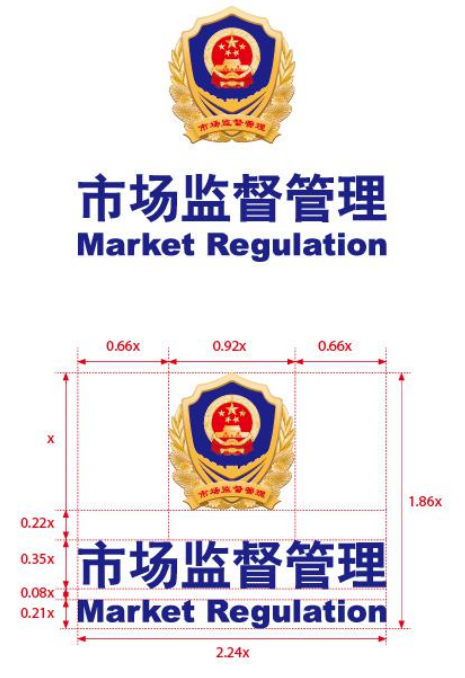 市场监督管理
市场监督管理
Market Regulation
0.66x 0.92x 0.66x
x
市场监督管理
1.86x
0.22x
0.35x
市场监督管理
0.08x
0.21x
Market Regulation
2.24x